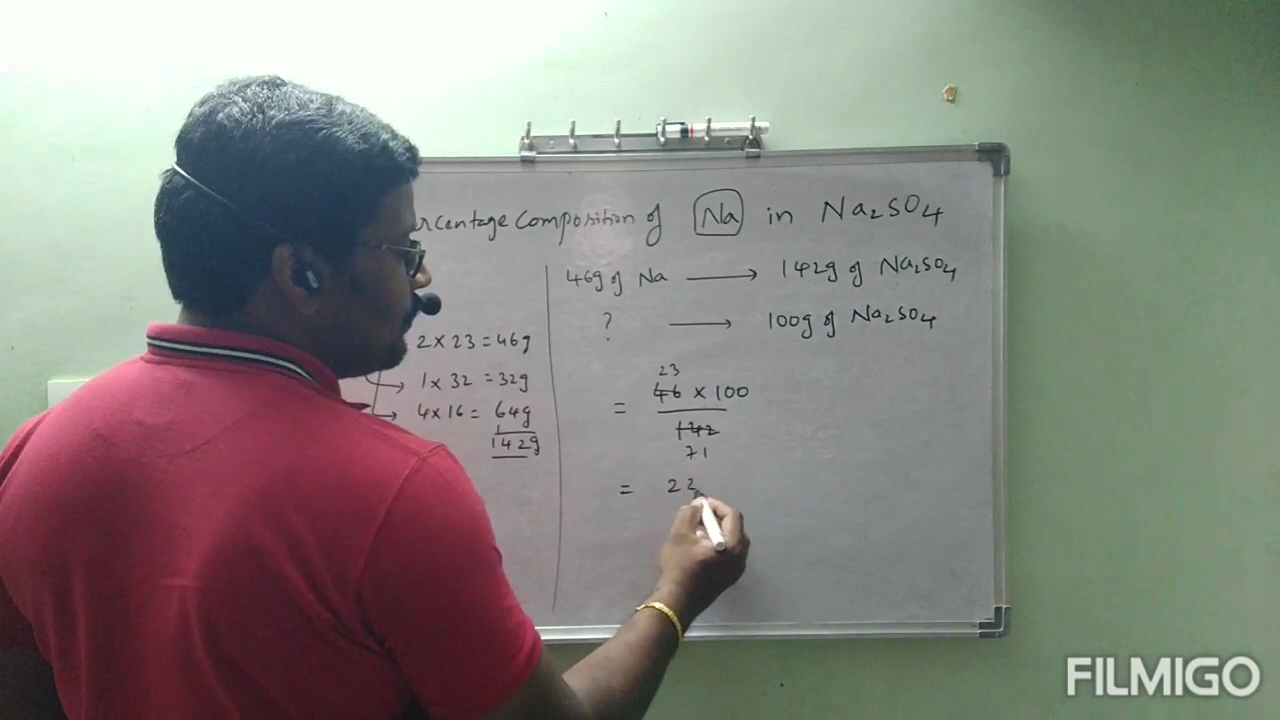 rcentage Composition of Na in Na₂SO₄
46g of Na → 142g of Na₂SO₄
? → 100g of Na₂SO₄
2 × 23 = 46g
1 × 32 = 32g
4 × 16 = 64g
142g
23
= 46 × 100
142
71
= 22
FILMIGO